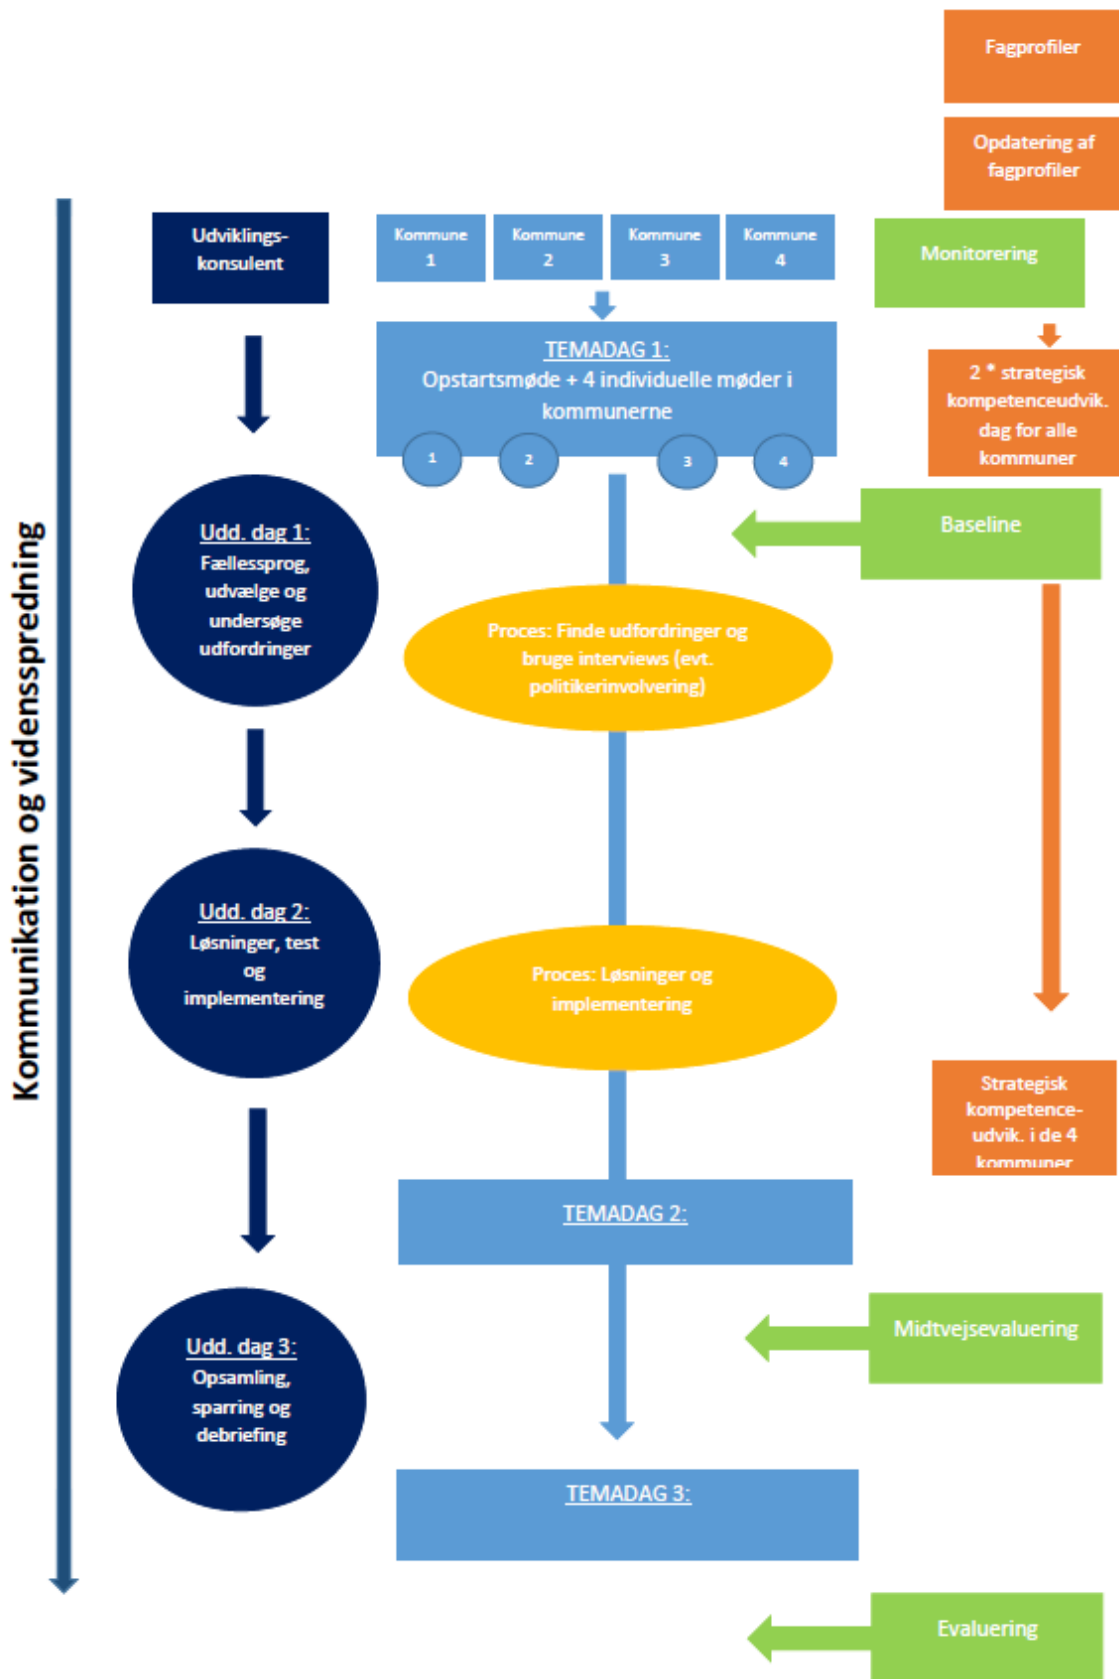 Fagprofiler
Opdatering af
fagprofiler
Udviklings-
konsulent
Kommune
1
Kommune
2
Kommune
3
Kommune
4
Monitorering
TEMADAG 1:
Opstartsmøde + 4 individuelle møder i
kommunerne
1
2
3
4
2 * strategisk
kompetenceudvik.
dag for alle
kommuner
Baseline
Udd. dag 1:
Fællessprog,
udvælge og
undersøge
udfordringer
Proces: Finde udfordringer og
bruge interviews (evt.
politikerinvolvering)
Kommunikation og vidensspredning
Udd. dag 2:
Løsninger, test
og
implementering
Proces: Løsninger og
implementering
Strategisk
kompetence-
udvik. i de 4
kommuner
TEMADAG 2:
Midtvejsevaluering
Udd. dag 3:
Opsamling,
sparring og
debriefing
TEMADAG 3:
Evaluering